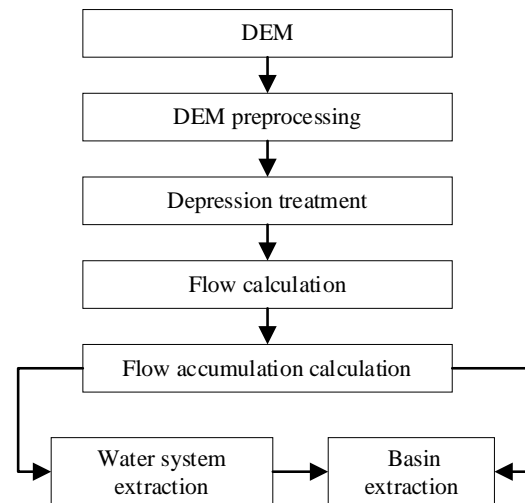 DEM
DEM preprocessing
Depression treatment
Flow calculation
Flow accumulation calculation
Water system
extraction
Basin
extraction